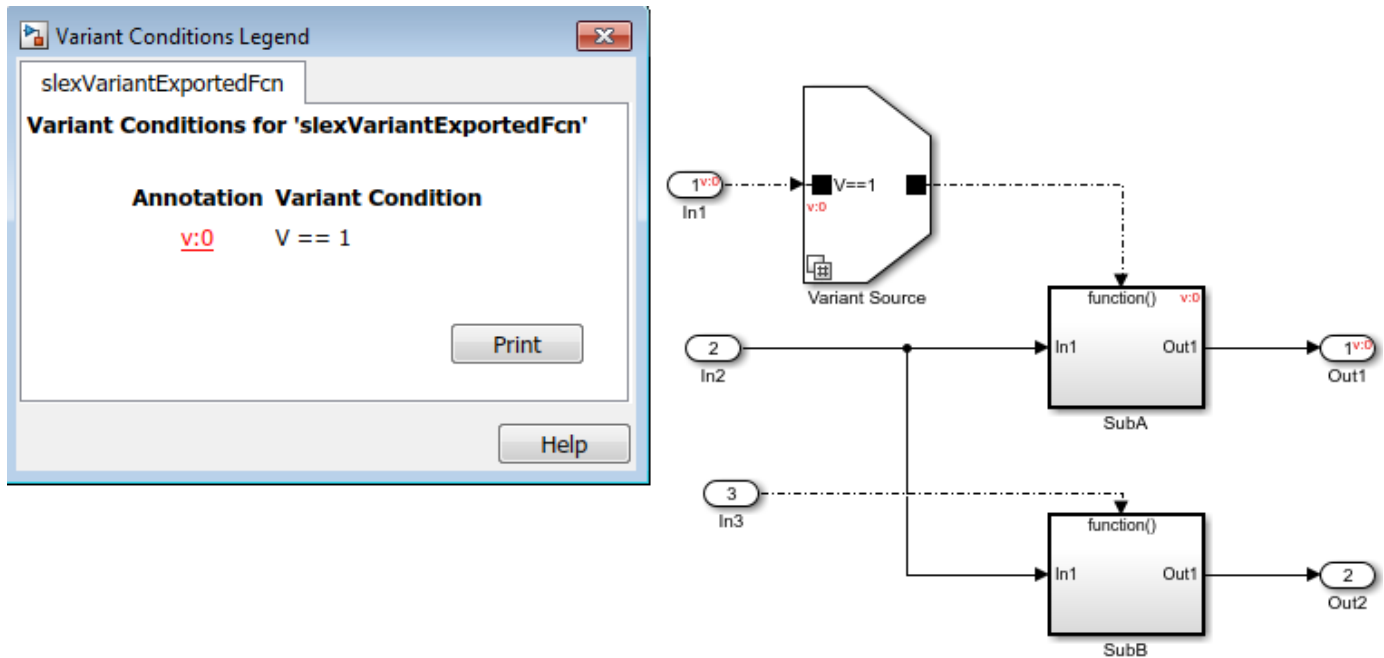 Variant Conditions Legend
slexVariantExportedFcn
Variant Conditions for 'slexVariantExportedFcn'
Annotation Variant Condition
v:0 V == 1
Print
Help
V==1
v:0
Variant Source
1 v:0
In1
function() v:0
In1 Out1
SubA
2
In2
1 v:0
Out1
3
In3
function()
In1 Out1
SubB
2
Out2